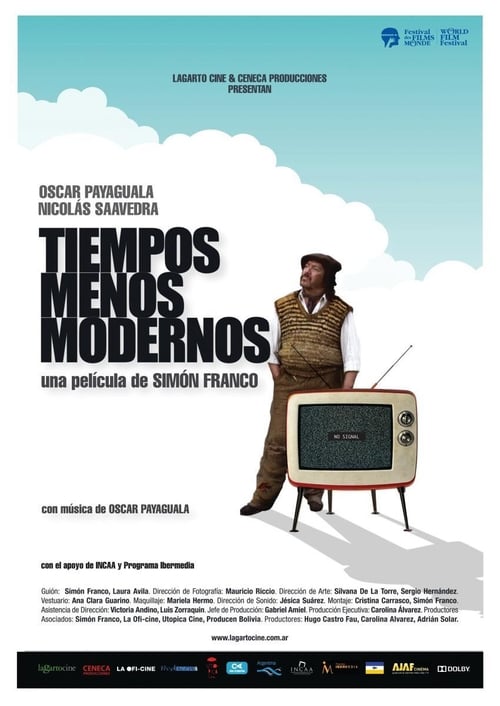 Festival des FILMS du MONDE
WORLD FILM Festival
LAGARTO CINE & CENECA PRODUCCIONES
PRESENTAN
OSCAR PAYAGUALA
NICOLÁS SAAVEDRA
TIEMPOS
MENOS
MODERNOS
una película de SIMÓN FRANCO
NO SIGNAL
con música de OSCAR PAYAGUALA
con el apoyo de INCAA y Programa Ibermedia
Guión: Simón Franco, Laura Avila. Dirección de Fotografía: Mauricio Riccio. Dirección de Arte: Silvana De La Torre, Sergio Hernández.
Vestuario: Ana Clara Guarino. Maquillaje: Mariela Hermo. Dirección de Sonido: Jésica Suárez. Montaje: Cristina Carrasco, Simón Franco.
Asistencia de Dirección: Victoria Andino, Luis Zorraquin. Jefe de Producción: Gabriel Amiel. Producción Ejecutiva: Carolina Álvarez. Productores
Asociados: Simón Franco, La Ofi-cine, Utopica Cine, Producen Bolivia. Productores: Hugo Castro Fau, Carolina Alvarez, Adrián Solar.
www.lagartocine.com.ar
lagartocine CENECA PRODUCCIONES LA OFI-CINE Argentina INCAA IBERMEDIA AJAF CINEMA DOLBY.